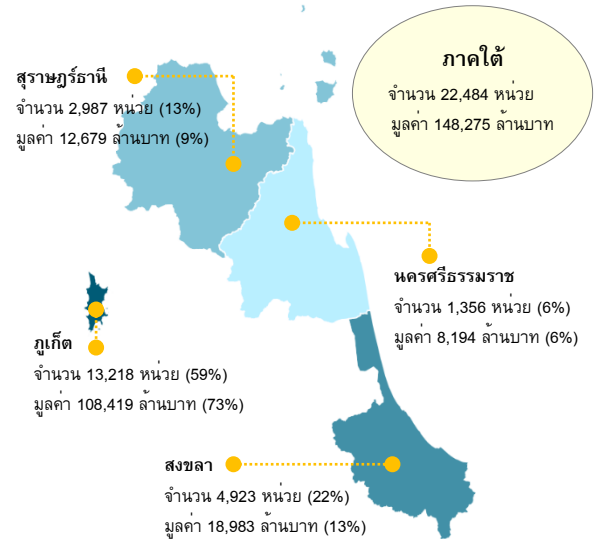 ภาคใต้
จำนวน 22,484 หน่วย
มูลค่า 148,275 ล้านบาท
สุราษฎร์ธานี
จำนวน 2,987 หน่วย (13%)
มูลค่า 12,679 ล้านบาท (9%)
นครศรีธรรมราช
จำนวน 1,356 หน่วย (6%)
มูลค่า 8,194 ล้านบาท (6%)
ภูเก็ต
จำนวน 13,218 หน่วย (59%)
มูลค่า 108,419 ล้านบาท (73%)
สงขลา
จำนวน 4,923 หน่วย (22%)
มูลค่า 18,983 ล้านบาท (13%)